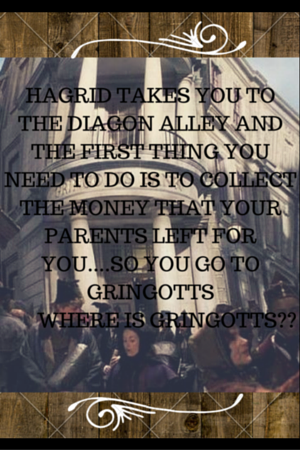 HAGRID TAKES YOU TO
THE DIAGON ALLEY AND
THE FIRST THING YOU
NEED TO DO IS TO COLLECT
THE MONEY THAT YOUR
PARENTS LEFT FOR
YOU....SO YOU GO TO
GRINGOTTS
WHERE IS GRINGOTTS??